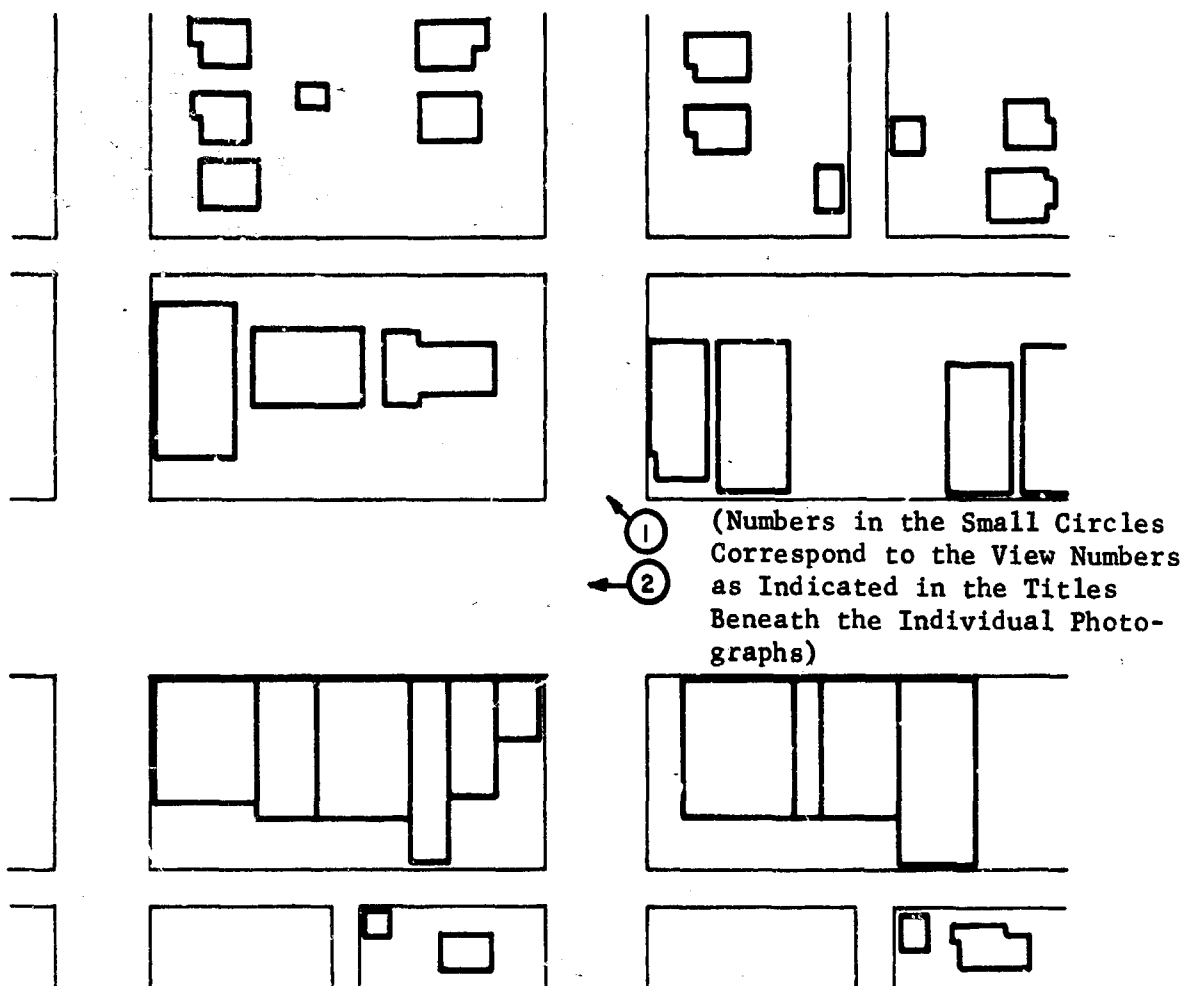 1
(Numbers in the Small Circles
Correspond to the View Numbers
2
as Indicated in the Titles
Beneath the Individual Photo-
graphs)